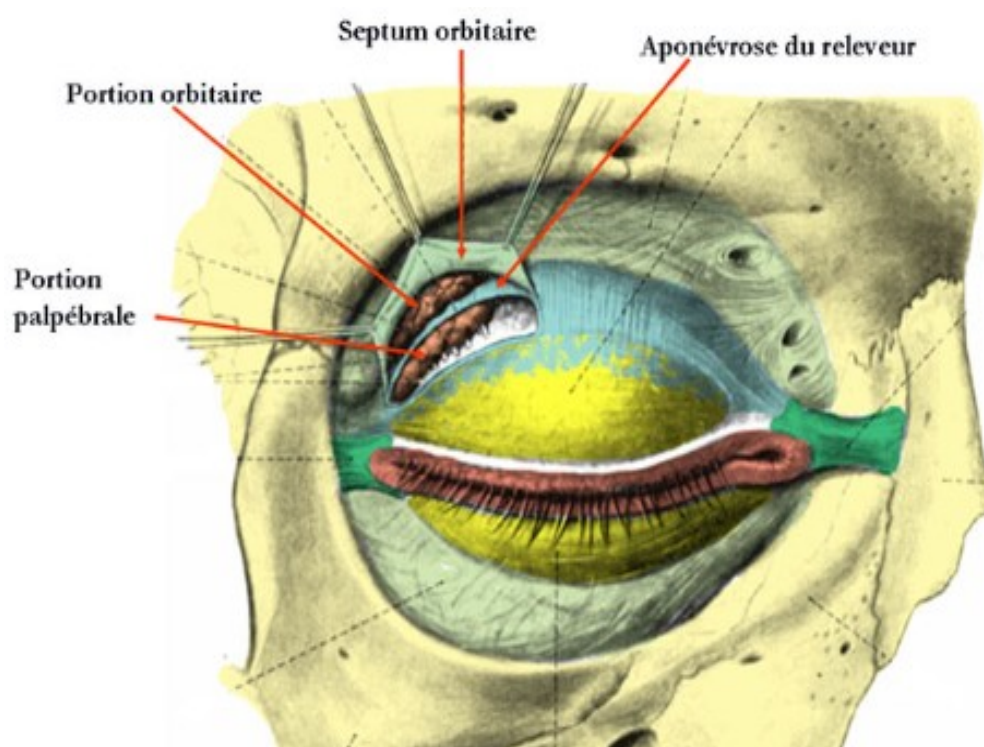 Septum orbitaire
Aponévrose du releveur
Portion orbitaire
Portion
palpébrale